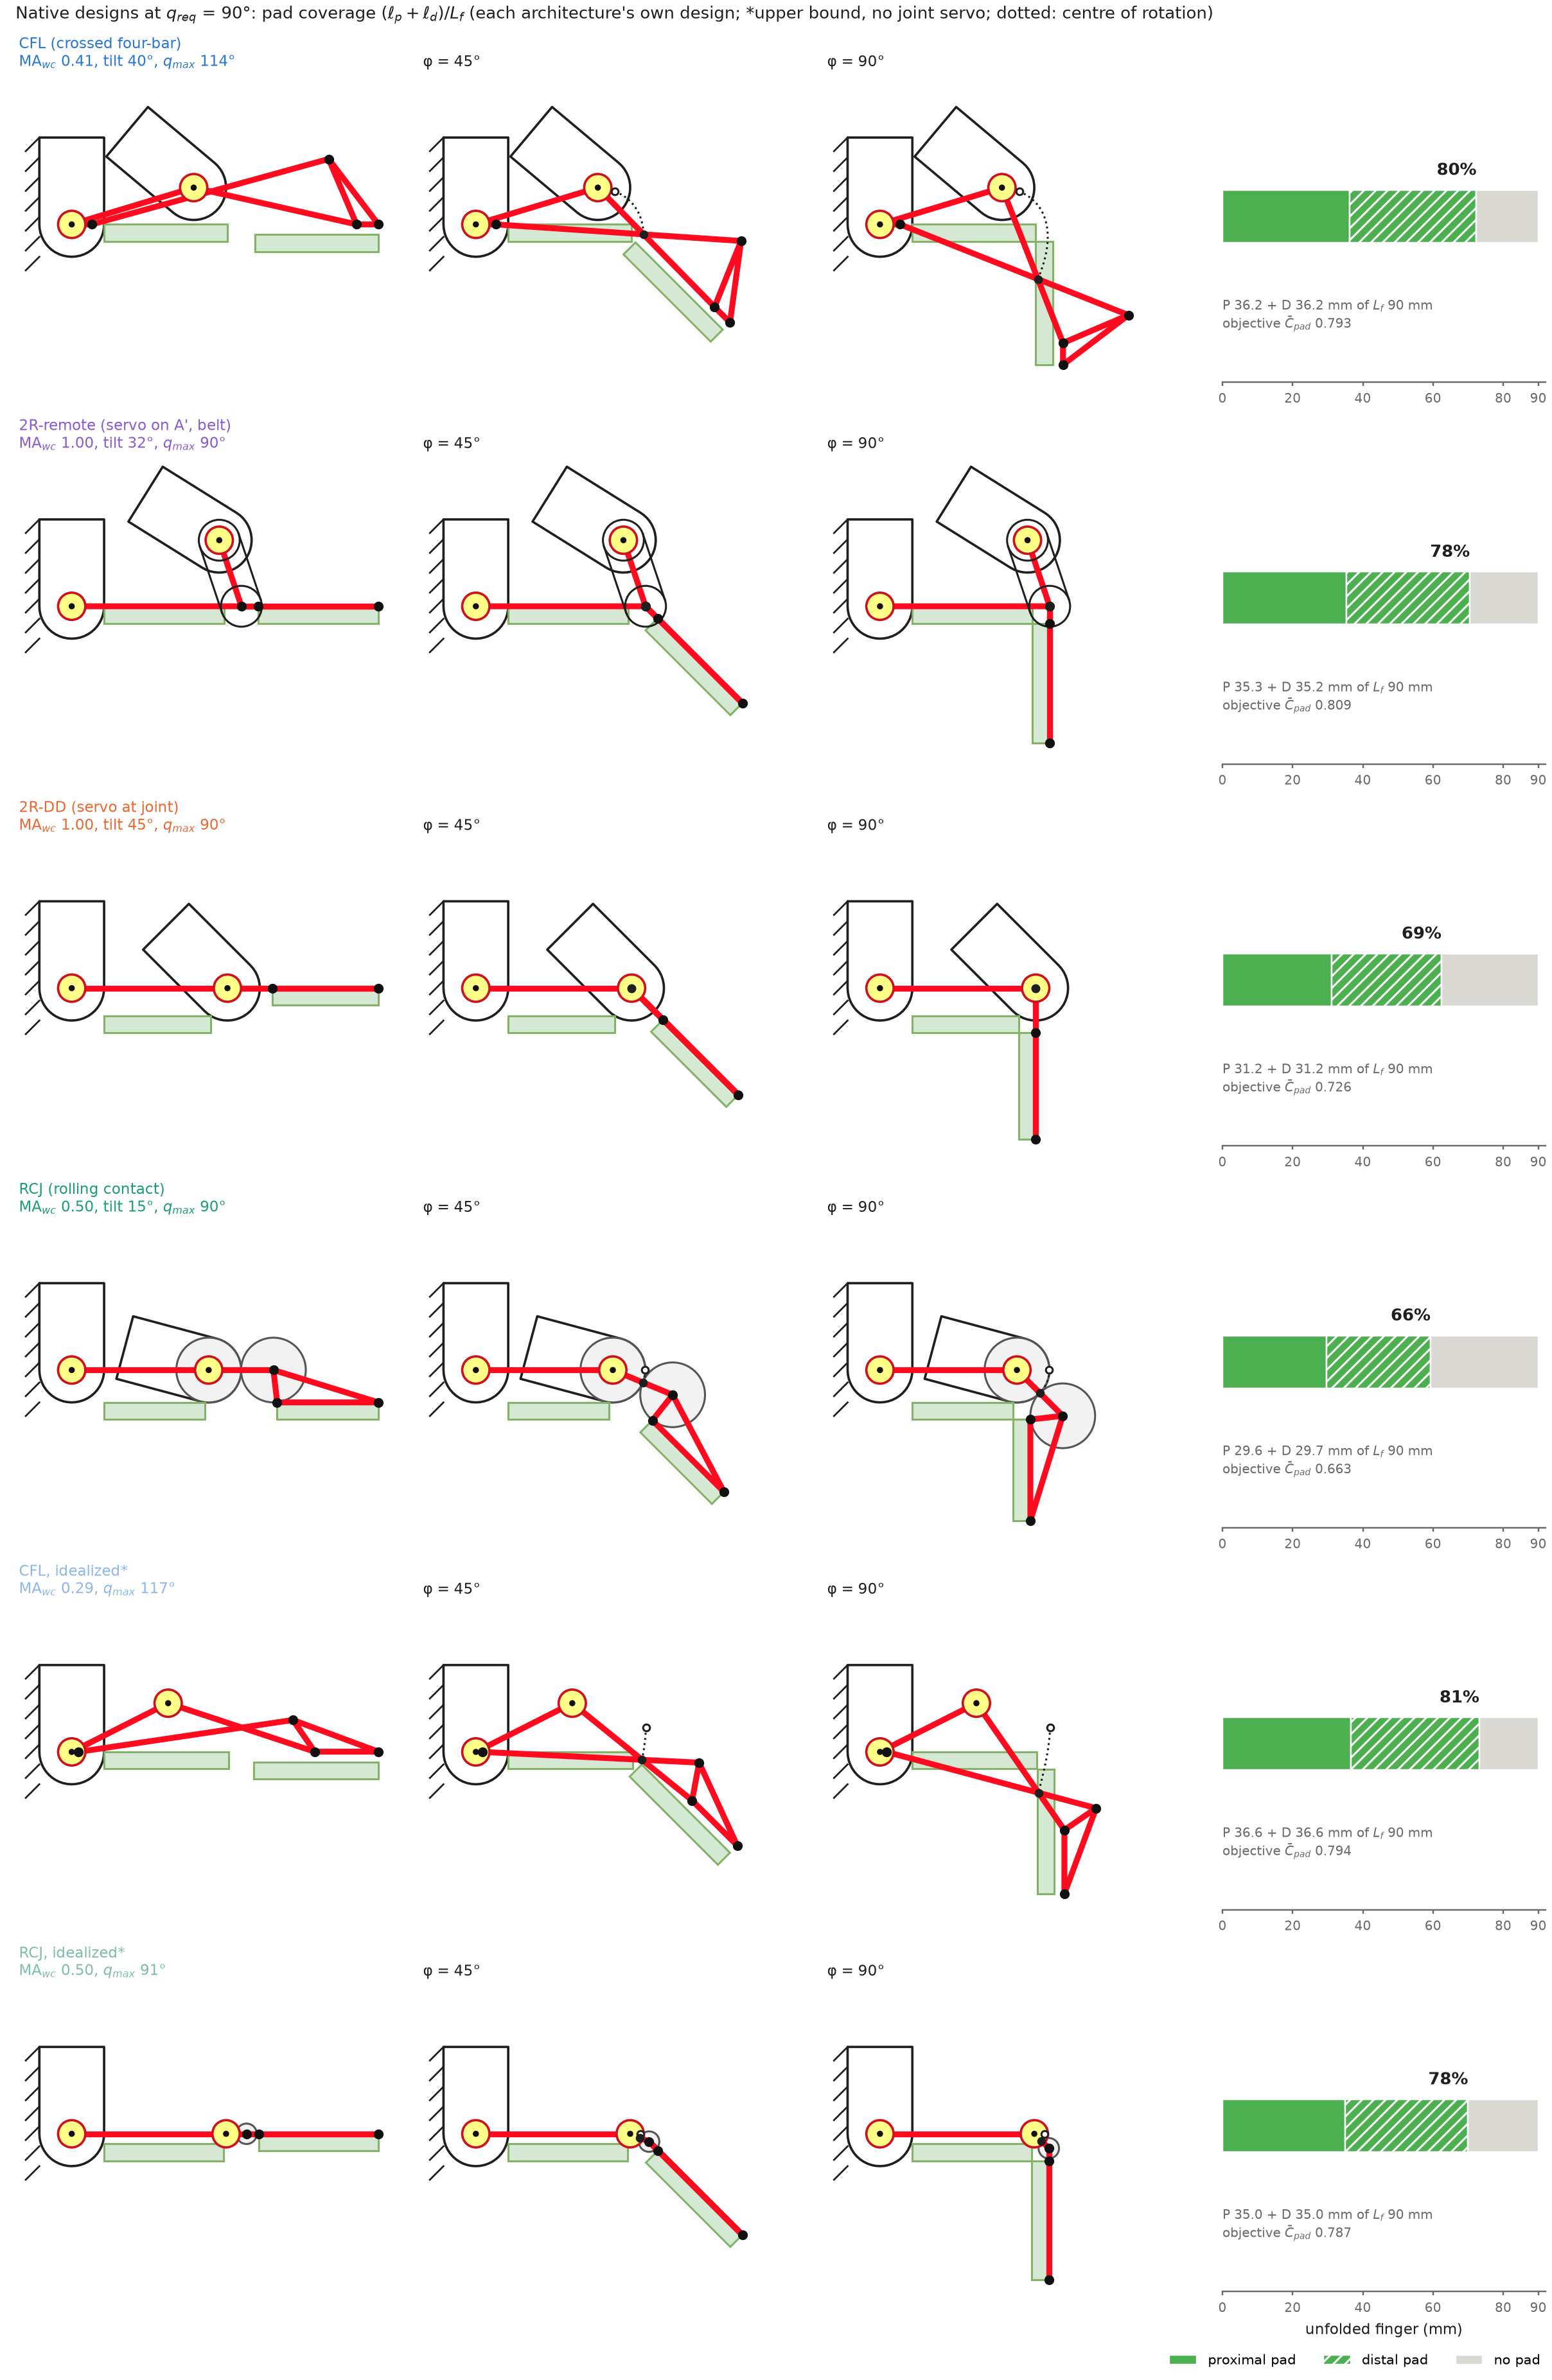 Native designs at q_req = 90°: pad coverage (ℓ_p + ℓ_d)/L_f (each architecture's own design; *upper bound, no joint servo; dotted: centre of rotation)
CFL (crossed four-bar)
MA_wc 0.41, tilt 40°, q_max 114°
φ = 45°
φ = 90°
80%
P 36.2 + D 36.2 mm of L_f 90 mm
objective C̄_pad 0.793
0 20 40 60 80 90
2R-remote (servo on A', belt)
MA_wc 1.00, tilt 32°, q_max 90°
φ = 45°
φ = 90°
78%
P 35.3 + D 35.2 mm of L_f 90 mm
objective C̄_pad 0.809
0 20 40 60 80 90
2R-DD (servo at joint)
MA_wc 1.00, tilt 45°, q_max 90°
φ = 45°
φ = 90°
69%
P 31.2 + D 31.2 mm of L_f 90 mm
objective C̄_pad 0.726
0 20 40 60 80 90
RCJ (rolling contact)
MA_wc 0.50, tilt 15°, q_max 90°
φ = 45°
φ = 90°
66%
P 29.6 + D 29.7 mm of L_f 90 mm
objective C̄_pad 0.663
0 20 40 60 80 90
CFL, idealized*
MA_wc 0.29, q_max 117°
φ = 45°
φ = 90°
81%
P 36.6 + D 36.6 mm of L_f 90 mm
objective C̄_pad 0.794
0 20 40 60 80 90
RCJ, idealized*
MA_wc 0.50, q_max 91°
φ = 45°
φ = 90°
78%
P 35.0 + D 35.0 mm of L_f 90 mm
objective C̄_pad 0.787
0 20 40 60 80 90
unfolded finger (mm)
proximal pad distal pad no pad